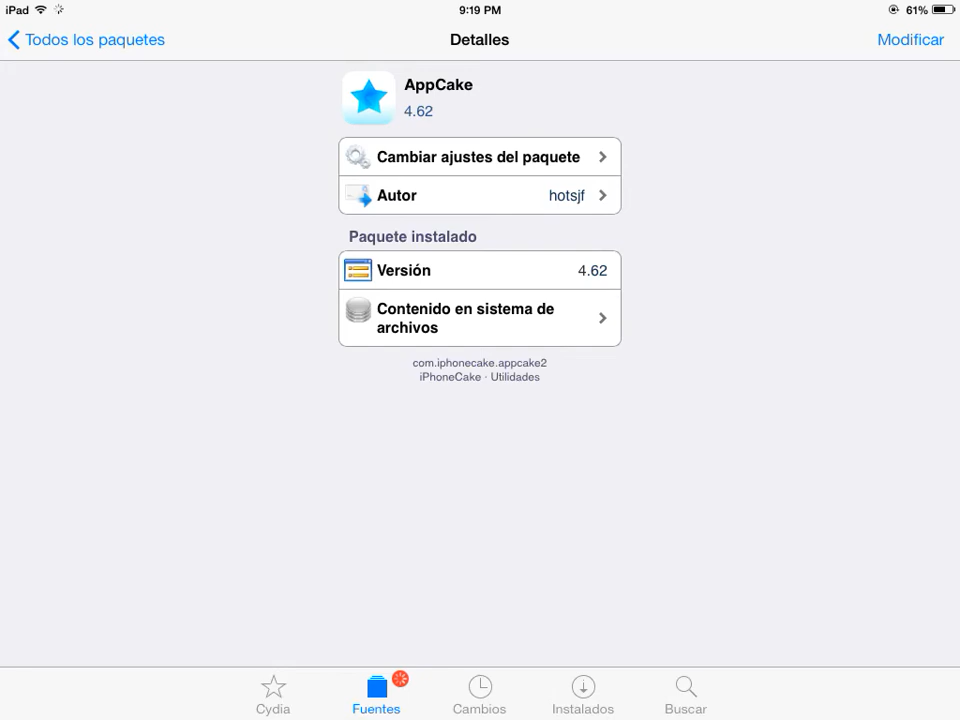 iPad 9:19 PM 61%
Todos los paquetes Detalles Modificar
AppCake
4.62
Cambiar ajustes del paquete
Autor hotsjf
Paquete instalado
Versión 4.62
Contenido en sistema de
archivos
com.iphonecake.appcake2
iPhoneCake · Utilidades
Cydia Fuentes Cambios Instalados Buscar